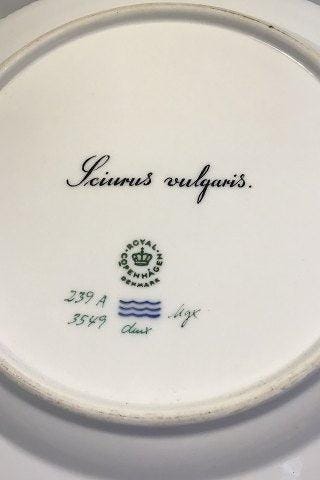 Sciurus vulgaris.
ROYAL
COPENHAGEN
DENMARK
239 A
3549